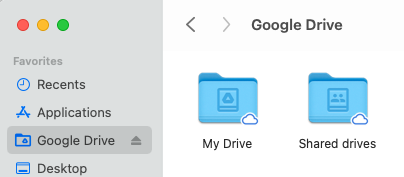 Google Drive
Favorites
Recents
Applications
Google Drive
Desktop
My Drive
Shared drives